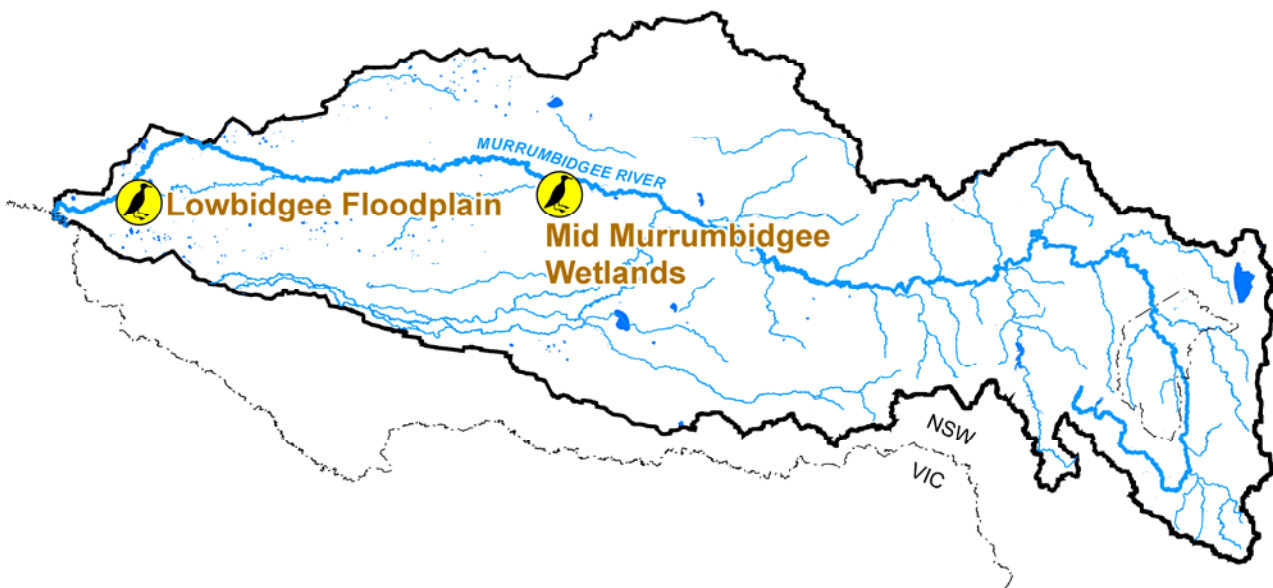 MURRUMBIDGEE RIVER
Lowbidgee Floodplain
Mid Murrumbidgee
Wetlands
NSW
VIC